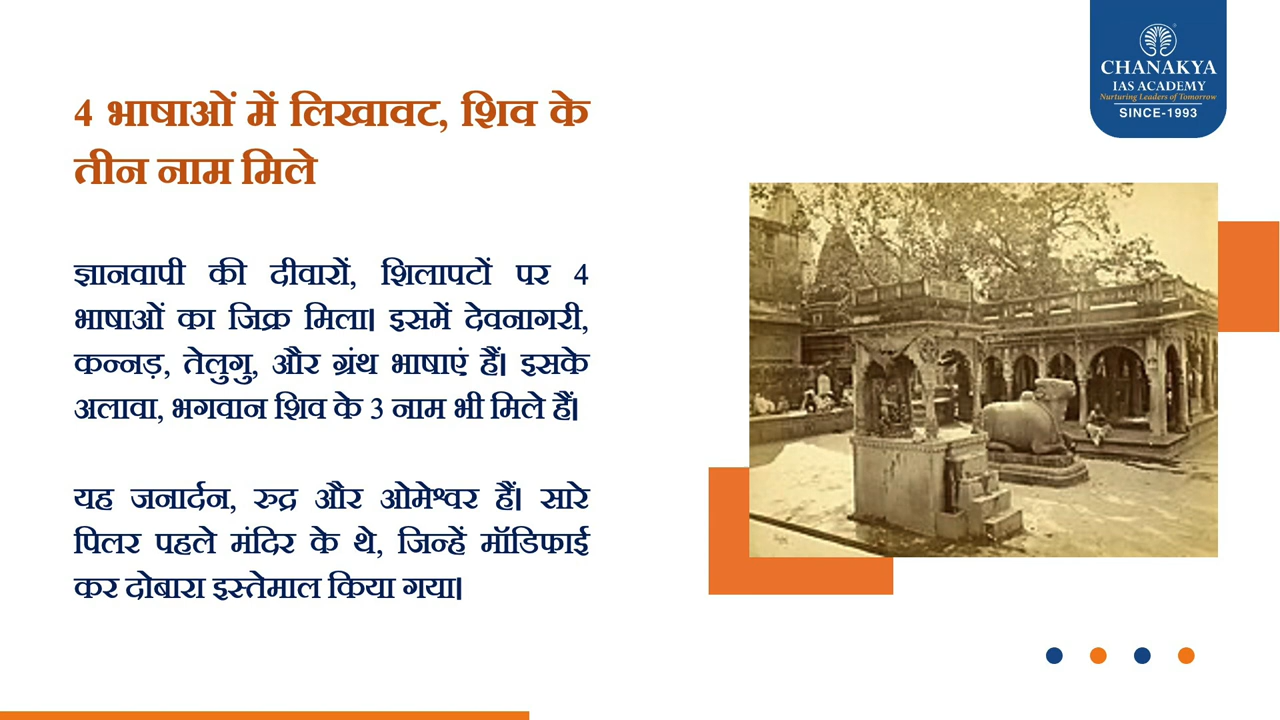 CHANAKYA
IAS ACADEMY
Nurturing Leaders of Tomorrow
SINCE-1993
4 भाषाओं में लिखावट, शिव के
तीन नाम मिले
ज्ञानवापी की दीवारों, शिलापटों पर 4
भाषाओं का जिक्र मिला। इसमें देवनागरी,
कन्नड़, तेलुगु, और ग्रंथ भाषाएं हैं। इसके
अलावा, भगवान शिव के 3 नाम भी मिले हैं।
यह जनार्दन, रुद्र और ओमेश्वर हैं। सारे
पिलर पहले मंदिर के थे, जिन्हें मॉडिफाई
कर दोबारा इस्तेमाल किया गया।